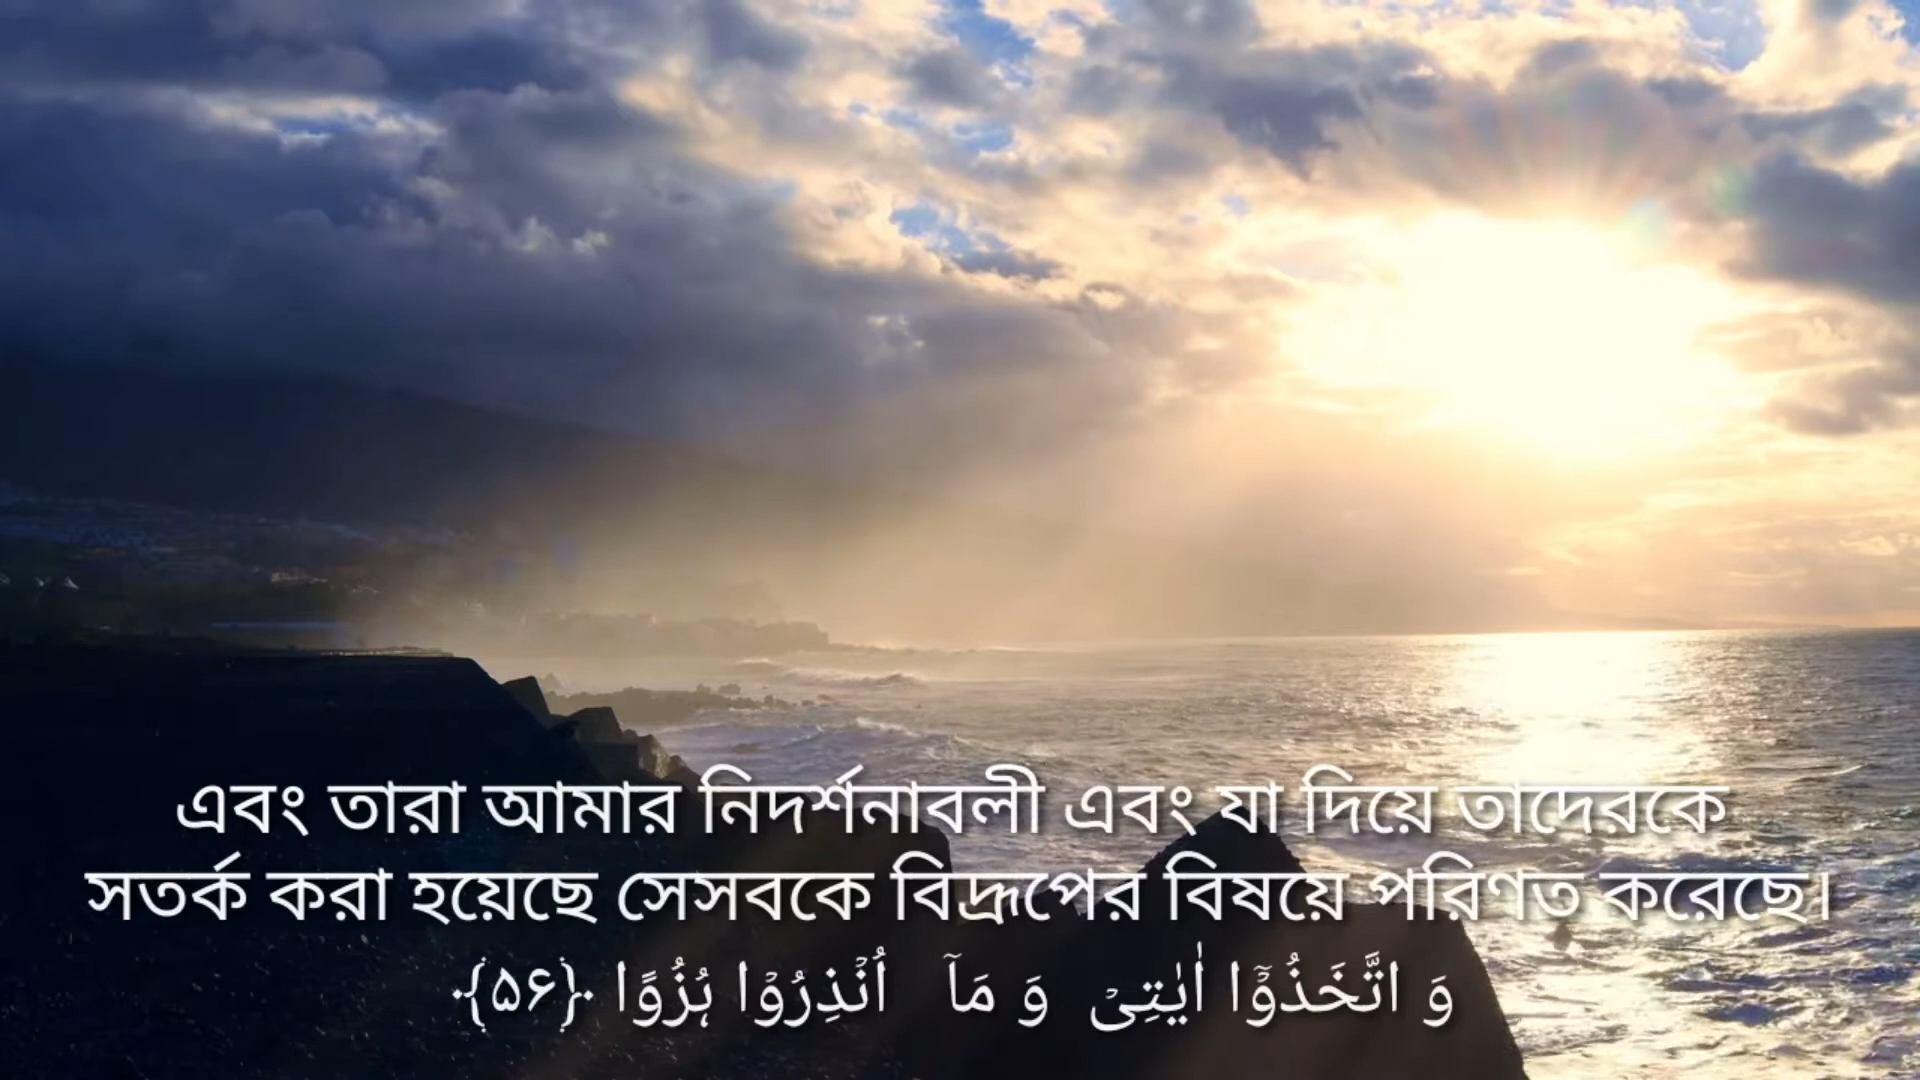 এবং তারা আমার নিদর্শনাবলী এবং যা দিয়ে তাদেরকে
সতর্ক করা হয়েছে সেসবকে বিদ্রূপের বিষয়ে পরিণত করেছে।
وَ اتَّخَذُوۡۤا اٰیٰتِیۡ وَ مَاۤ اُنۡذِرُوۡا ہُزُوًا ﴿۵۶﴾